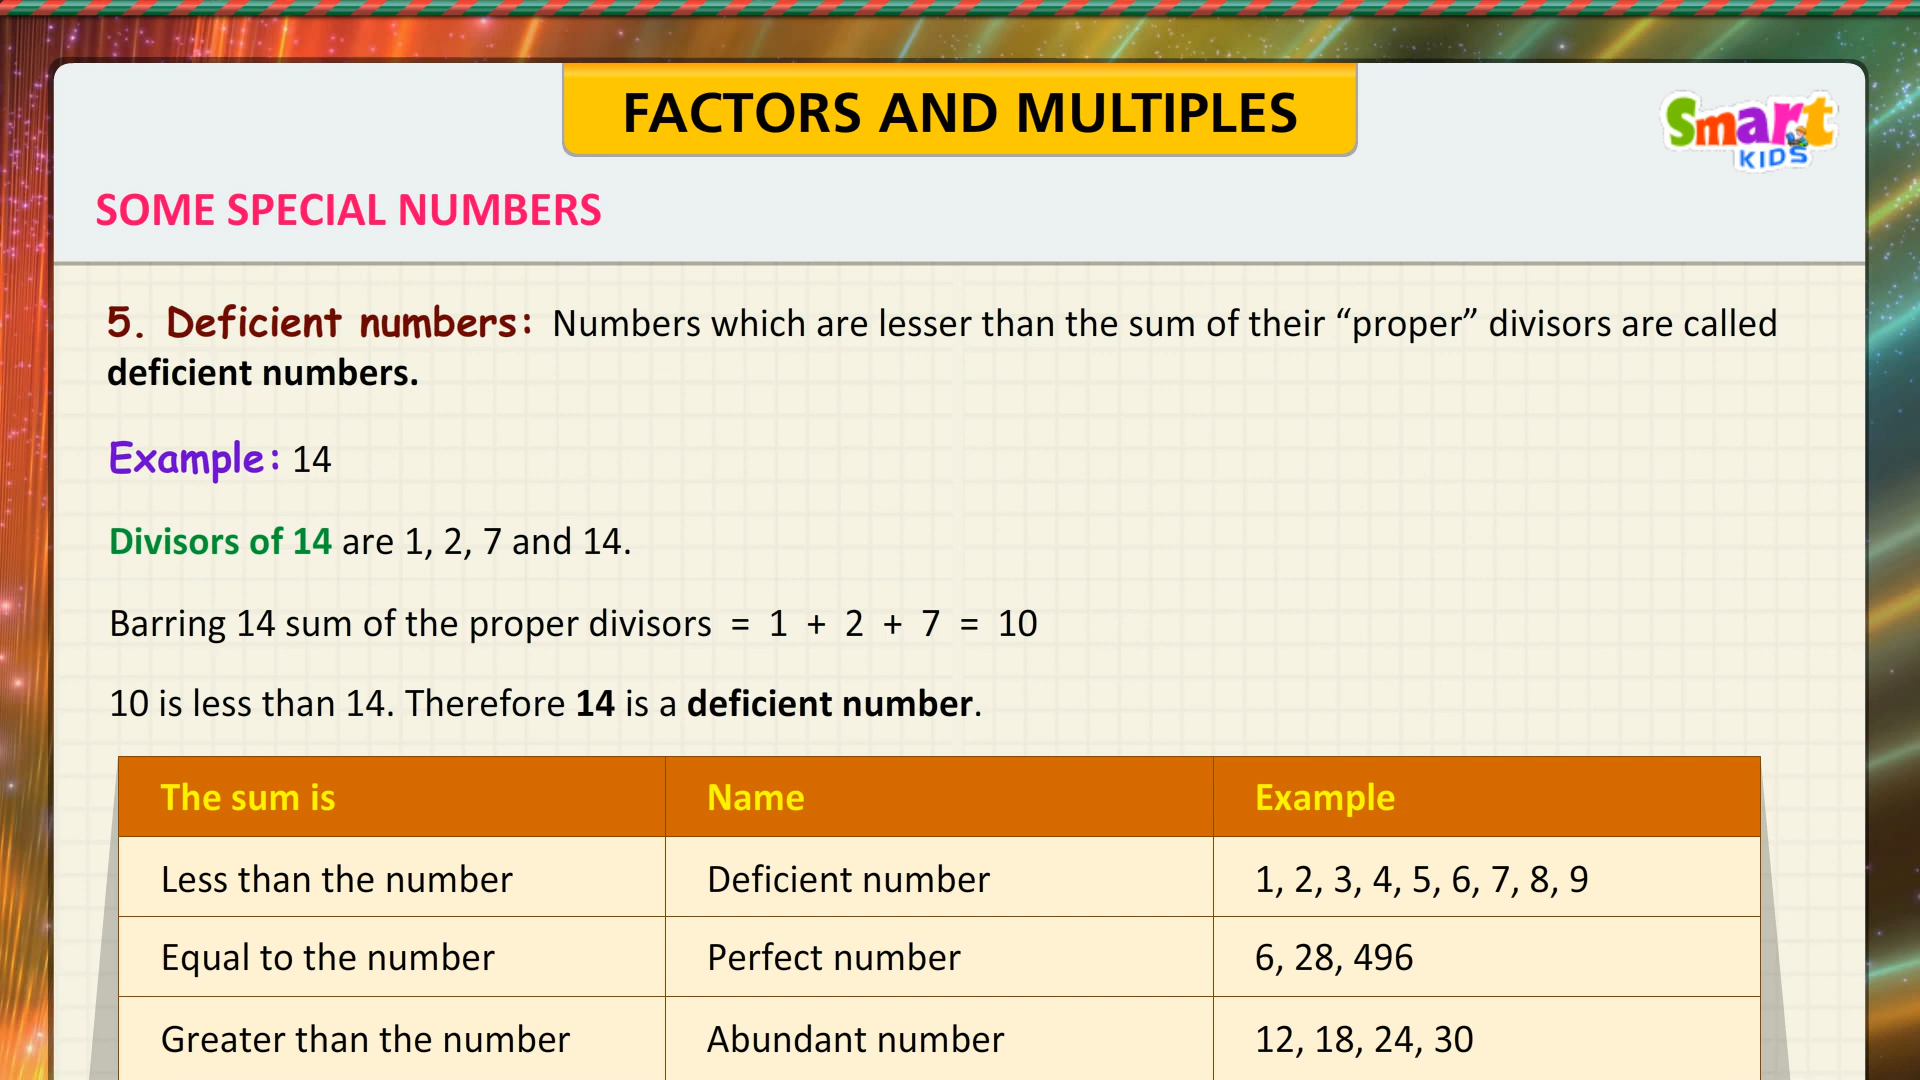 FACTORS AND MULTIPLES
Smart
KIDS
SOME SPECIAL NUMBERS
5. Deficient numbers: Numbers which are lesser than the sum of their “proper” divisors are called
deficient numbers.
Example: 14
Divisors of 14 are 1, 2, 7 and 14.
Barring 14 sum of the proper divisors = 1 + 2 + 7 = 10
10 is less than 14. Therefore 14 is a deficient number.
The sum is Name Example
Less than the number Deficient number 1, 2, 3, 4, 5, 6, 7, 8, 9
Equal to the number Perfect number 6, 28, 496
Greater than the number Abundant number 12, 18, 24, 30